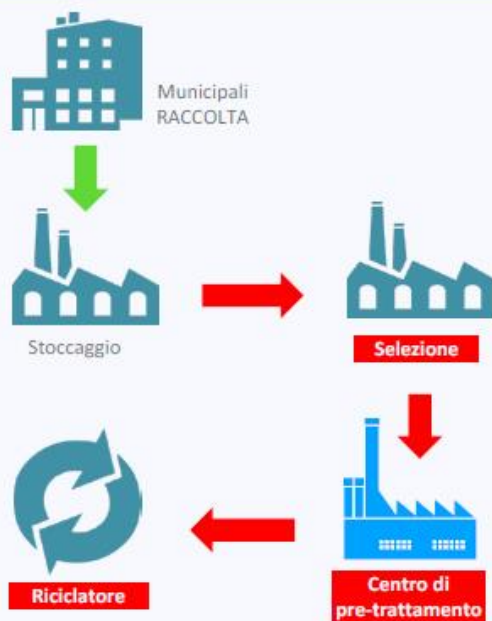 Municipali
RACCOLTA
Stoccaggio
Selezione
Centro di
pre-trattamento
Riciclatore